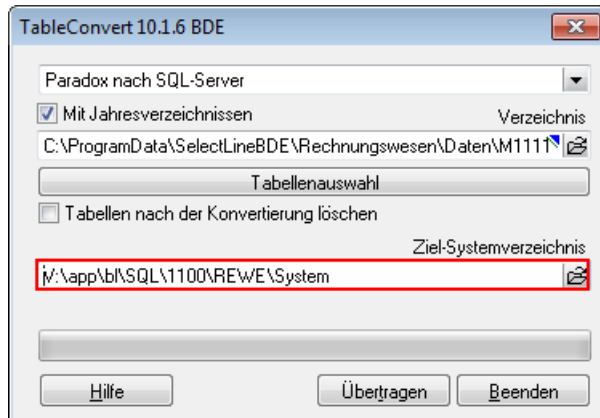 TableConvert 10.1.6 BDE
Paradox nach SQL-Server
Mit Jahresverzeichnissen
Verzeichnis
C:\ProgramData\SelectLineBDE\Rechnungswesen\Daten\M1111
Tabellenauswahl
Tabellen nach der Konvertierung löschen
Ziel-Systemverzeichnis
V:\app\bl\SQL\1100\REWE\System
Hilfe Übertragen Beenden